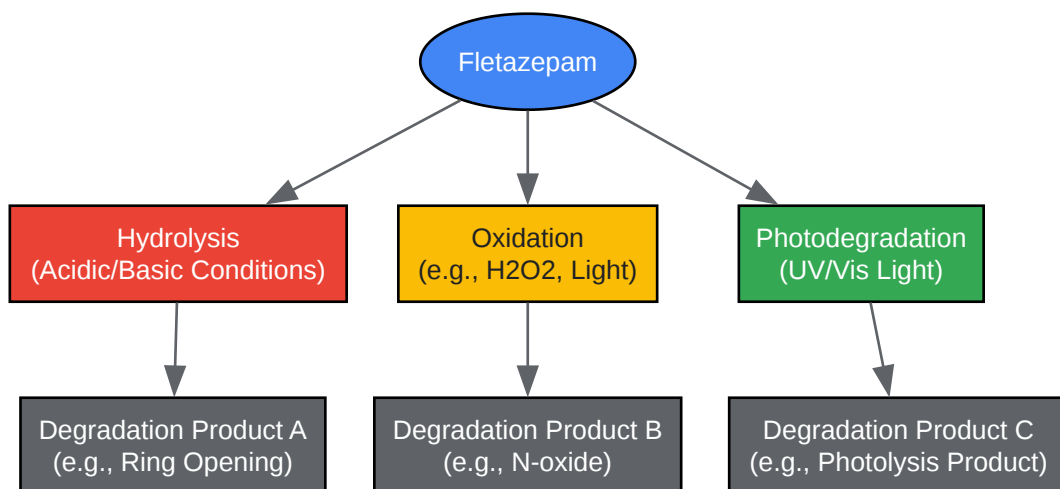 Fletazepam
Hydrolysis
(Acidic/Basic Conditions)
Oxidation
(e.g., H2O2, Light)
Photodegradation
(UV/Vis Light)
Degradation Product A
(e.g., Ring Opening)
Degradation Product B
(e.g., N-oxide)
Degradation Product C
(e.g., Photolysis Product)